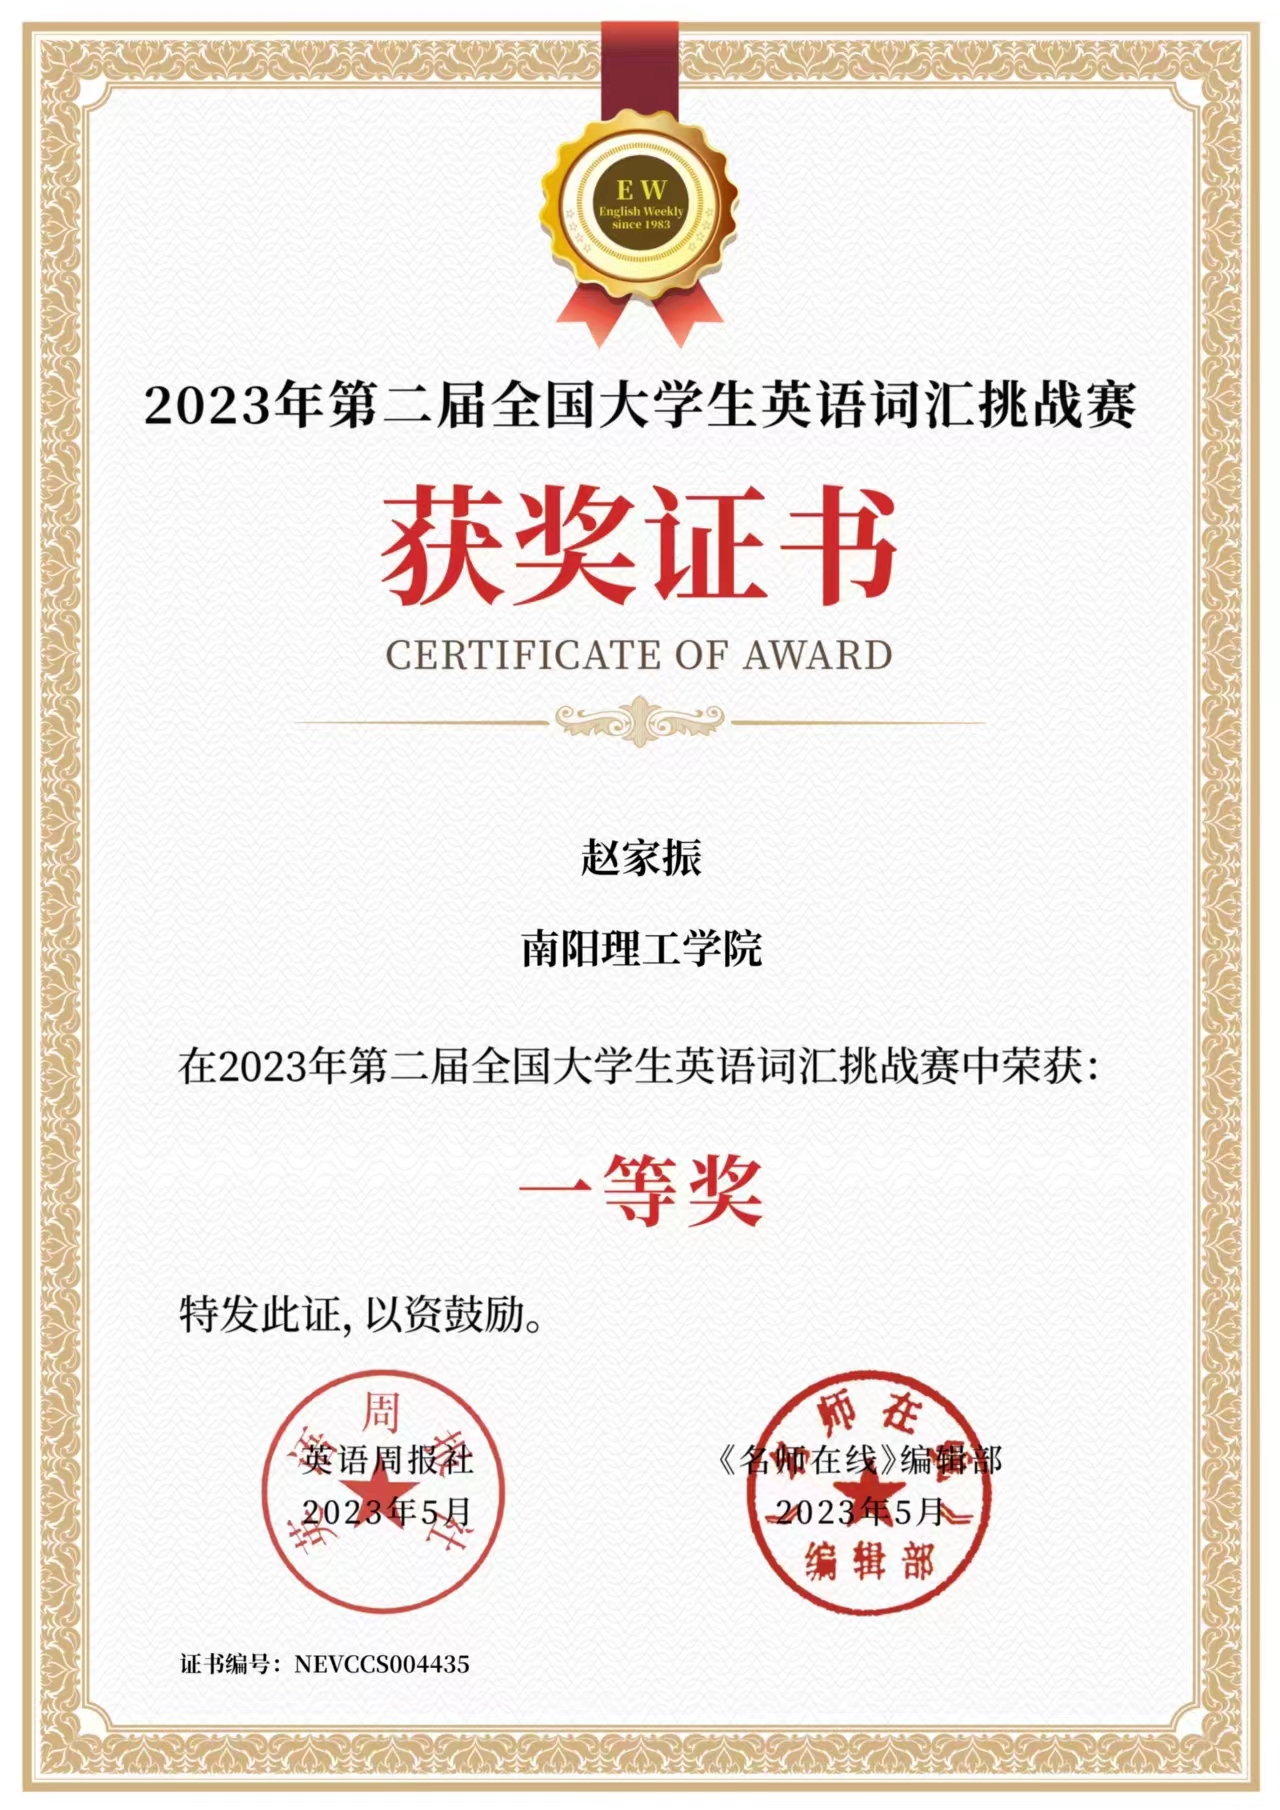 E W
English Weekly
since 1983
2023年第二届全国大学生英语词汇挑战赛
获奖证书
CERTIFICATE OF AWARD
赵家振
南阳理工学院
在2023年第二届全国大学生英语词汇挑战赛中荣获：
一等奖
特发此证，以资鼓励。
英语周报社
英语周报社
2023年5月
《名师在线》
《名师在线》编辑部
2023年5月
编辑部
证书编号：NEVCCS004435